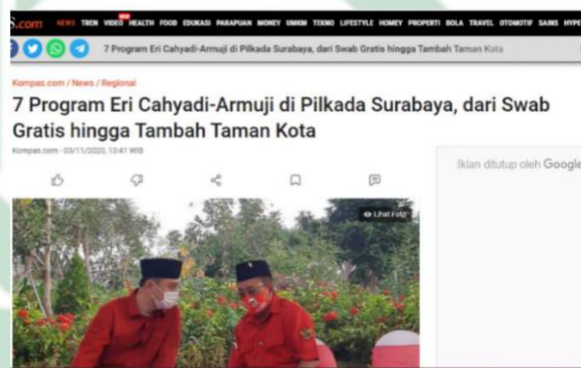 S.com NEWS TREN VIDEO HEALTH FOOD EDUKASI PARAPUAN MONEY UMKM TEKNO LIFESTYLE HOMEY PROPERTI BOLA TRAVEL OTOMOTIF SAINS HYPE
7 Program Eri Cahyadi-Armuji di Pilkada Surabaya, dari Swab Gratis hingga Tambah Taman Kota
Kompas.com / News / Regional
7 Program Eri Cahyadi-Armuji di Pilkada Surabaya, dari Swab
Gratis hingga Tambah Taman Kota
Kompas.com - 03/11/2020, 13:41 WIB
Iklan ditutup oleh Google
Lihat Foto